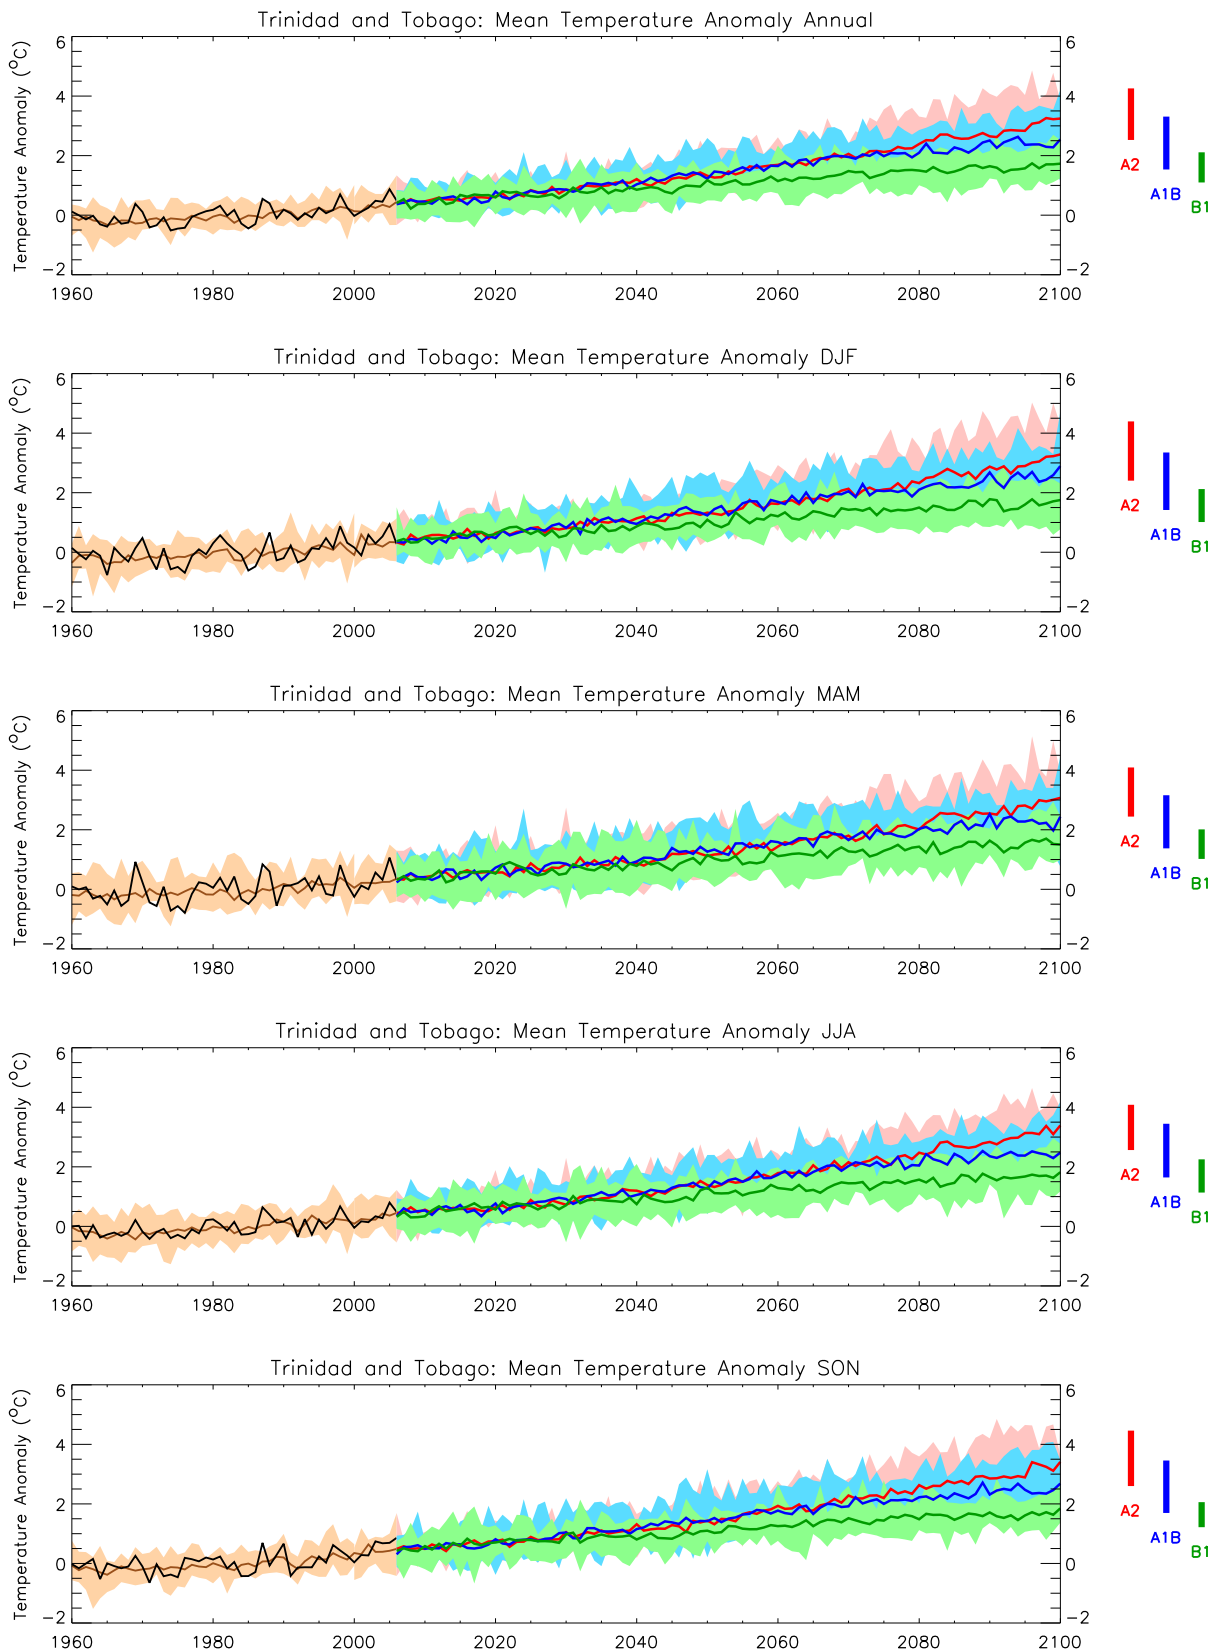 Trinidad and Tobago: Mean Temperature Anomaly Annual
Temperature Anomaly (°C)
6 4 2 0 −2
6 4 2 0 −2
1960 1980 2000 2020 2040 2060 2080 2100
A2 A1B B1
Trinidad and Tobago: Mean Temperature Anomaly DJF
Temperature Anomaly (°C)
6 4 2 0 −2
6 4 2 0 −2
1960 1980 2000 2020 2040 2060 2080 2100
A2 A1B B1
Trinidad and Tobago: Mean Temperature Anomaly MAM
Temperature Anomaly (°C)
6 4 2 0 −2
6 4 2 0 −2
1960 1980 2000 2020 2040 2060 2080 2100
A2 A1B B1
Trinidad and Tobago: Mean Temperature Anomaly JJA
Temperature Anomaly (°C)
6 4 2 0 −2
6 4 2 0 −2
1960 1980 2000 2020 2040 2060 2080 2100
A2 A1B B1
Trinidad and Tobago: Mean Temperature Anomaly SON
Temperature Anomaly (°C)
6 4 2 0 −2
6 4 2 0 −2
1960 1980 2000 2020 2040 2060 2080 2100
A2 A1B B1